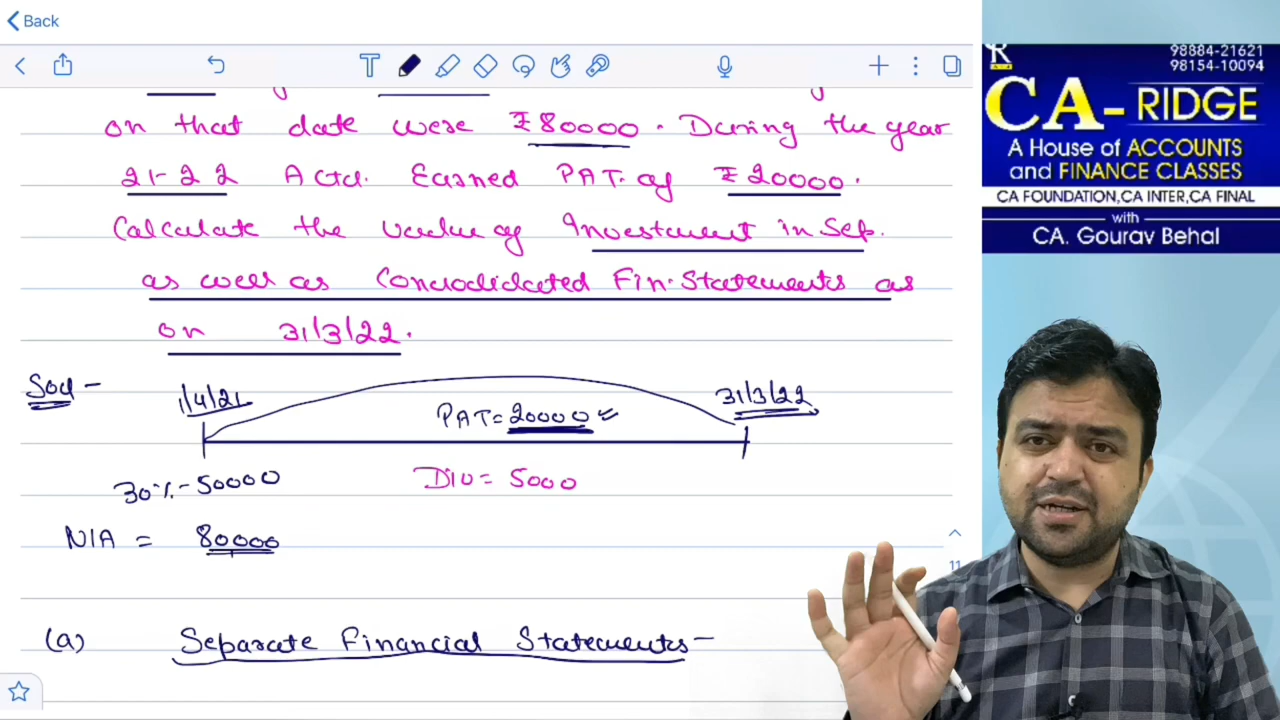 Back
on that date were ₹80000. During the year
21-22 A Ltd. Earned PAT. of ₹20000.
Calculate the value of Investment in Sep.
as well as Consolidated Fin. Statements as
on 31/3/22.
Sol -
1/4/21
31/3/22
PAT = 20000
30% - 50000
Div = 5000
N/A = 80000
11
(a) Separate Financial Statements -
R
98884-21621
98154-10094
CA- RIDGE
A House of ACCOUNTS
and FINANCE CLASSES
CA FOUNDATION,CA INTER,CA FINAL
with
CA. Gourav Behal